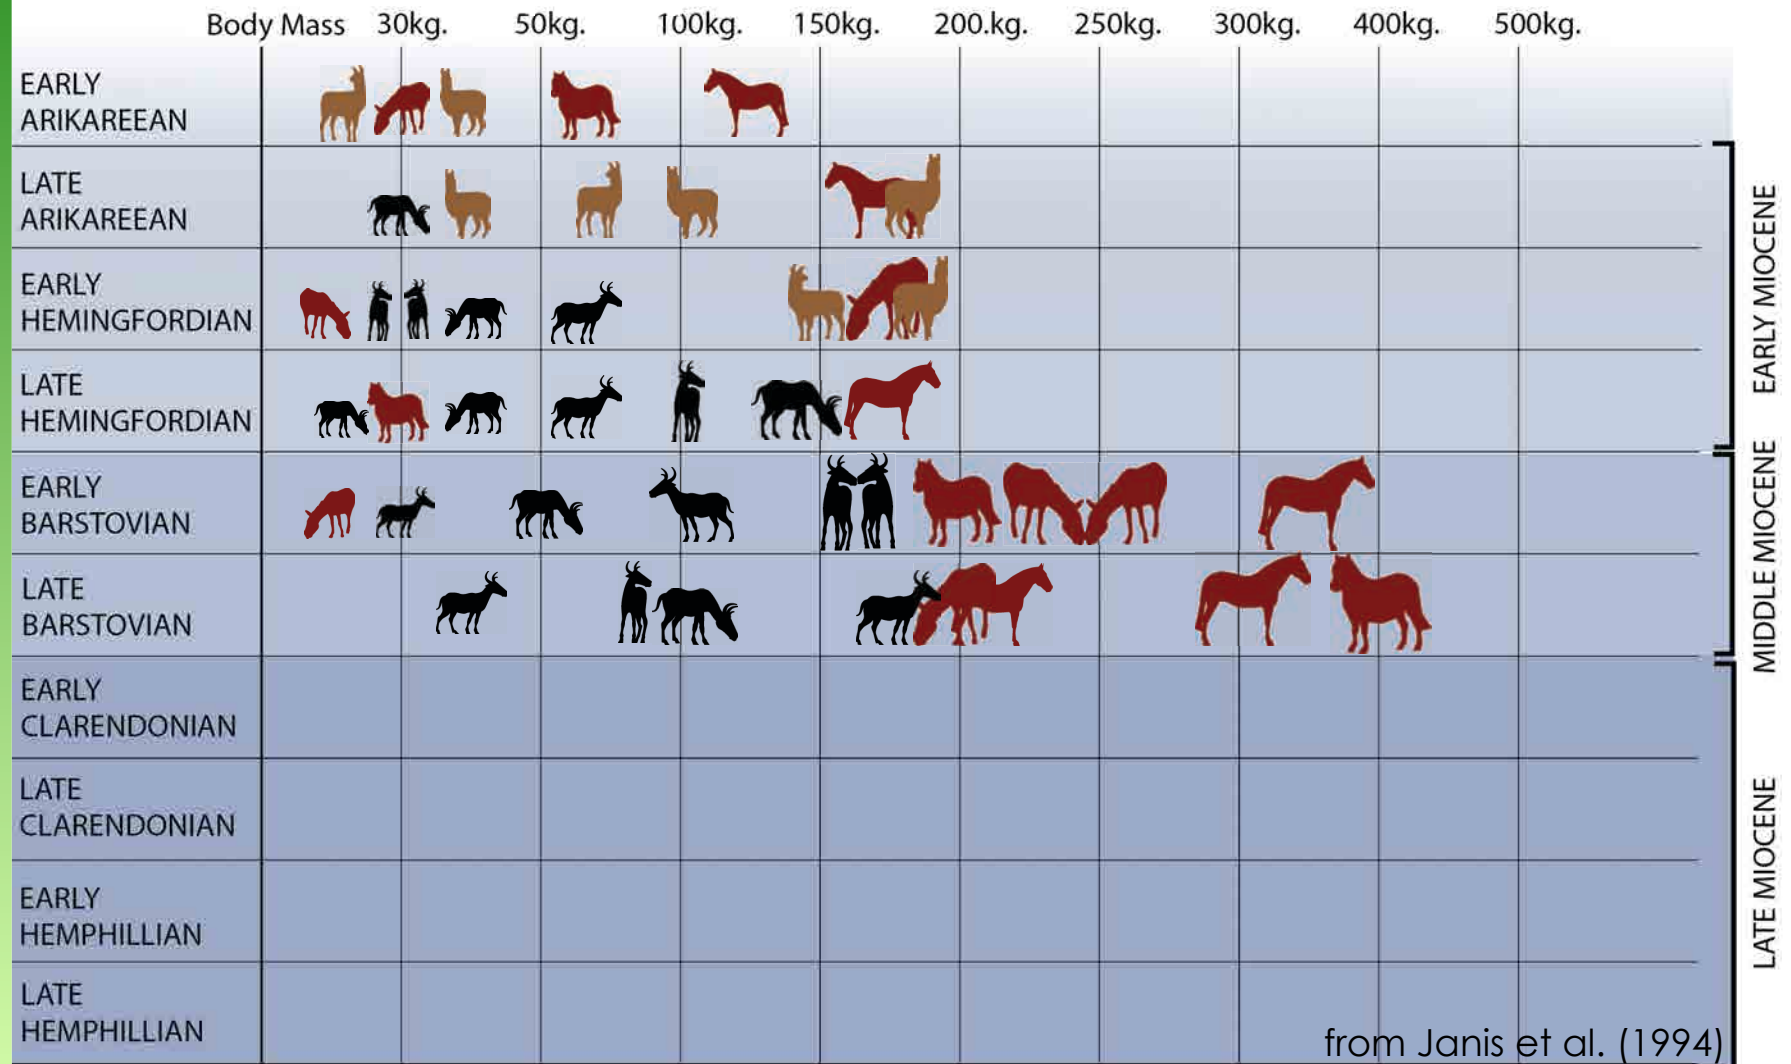 Body Mass 30kg. 50kg. 100kg. 150kg. 200.kg. 250kg. 300kg. 400kg. 500kg.
EARLY
ARIKAREEAN
LATE
ARIKAREEAN
EARLY
HEMINGFORDIAN
LATE
HEMINGFORDIAN
EARLY
BARSTOVIAN
LATE
BARSTOVIAN
EARLY
CLARENDONIAN
LATE
CLARENDONIAN
EARLY
HEMPHILLIAN
LATE
HEMPHILLIAN
EARLY MIOCENE
MIDDLE MIOCENE
LATE MIOCENE
from Janis et al. (1994)